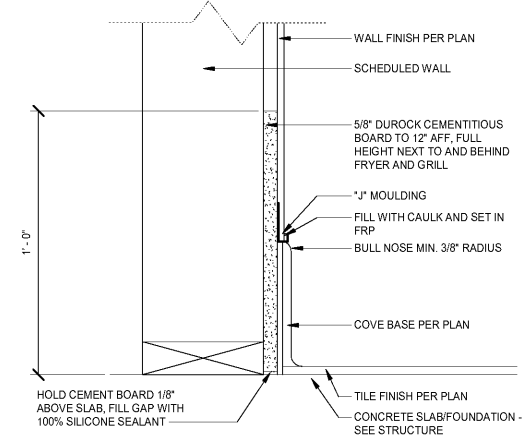 WALL FINISH PER PLAN
SCHEDULED WALL
5/8" DUROCK CEMENTITIOUS
BOARD TO 12" AFF, FULL
HEIGHT NEXT TO AND BEHIND
FRYER AND GRILL
"J" MOULDING
FILL WITH CAULK AND SET IN
FRP
BULL NOSE MIN. 3/8" RADIUS
1' - 0"
COVE BASE PER PLAN
HOLD CEMENT BOARD 1/8"
ABOVE SLAB, FILL GAP WITH
100% SILICONE SEALANT
TILE FINISH PER PLAN
CONCRETE SLAB/FOUNDATION -
SEE STRUCTURE